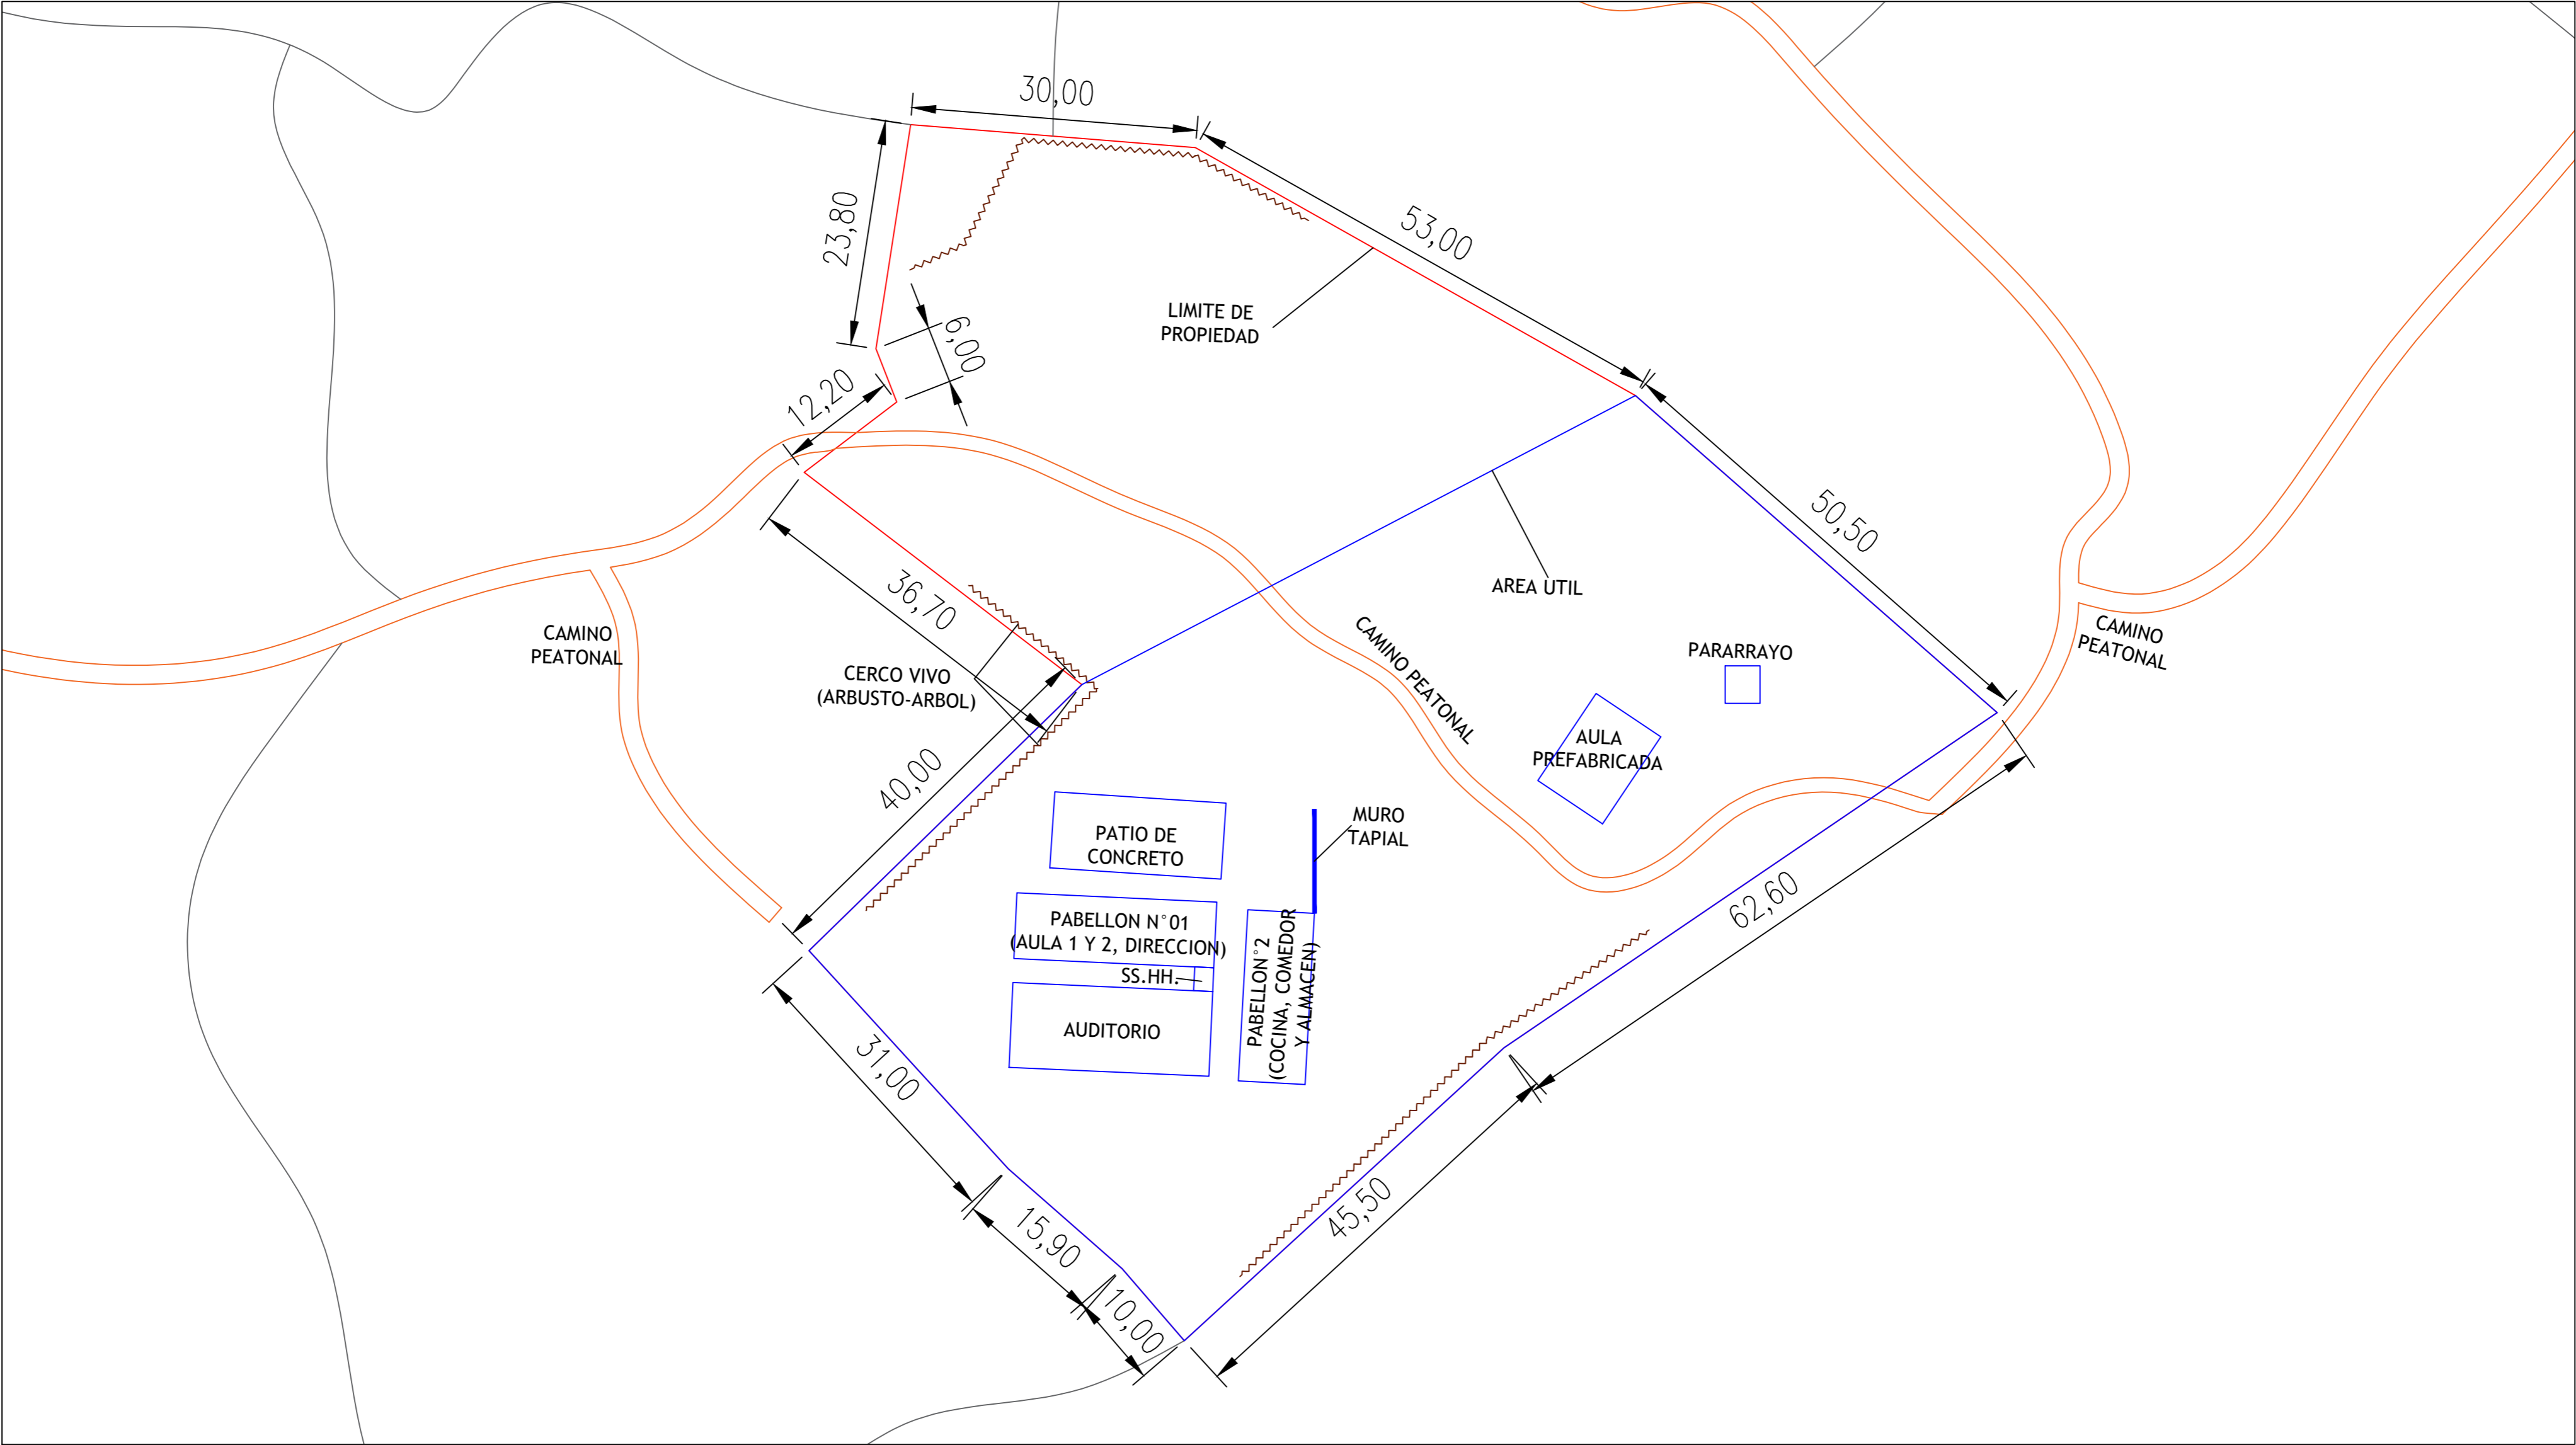 30,00
53,00
23,80
6,00
LIMITE DE
PROPIEDAD
12,20
50,50
36,70
AREA UTIL
CAMINO
PEATONAL
CAMINO PEATONAL
CAMINO
PEATONAL
PARARRAYO
CERCO VIVO
(ARBUSTO-ARBOL)
AULA
PREFABRICADA
40,00
PATIO DE
CONCRETO
MURO
TAPIAL
PABELLON N°01
(AULA 1 Y 2, DIRECCION)
SS.HH.
AUDITORIO
PABELLON°2
(COCINA, COMEDOR
Y ALMACEN)
62,60
31,00
15,90
10,00
45,50